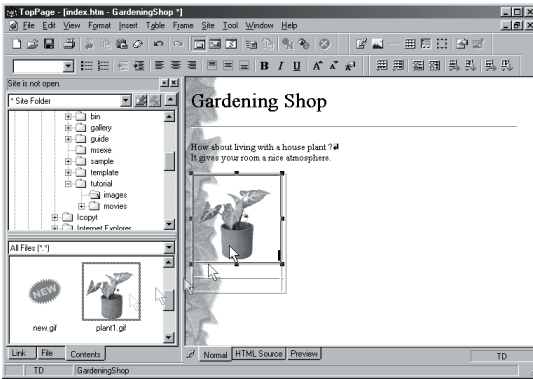 TopPage - [index.htm - GardeningShop *]
File Edit View Format Insert Table Frame Site Tool Window Help
B I U A A A
Site is not open.
* Site Folder
bin
gallery
guide
msexe
sample
template
tutorial
images
movies
Icopyt
Internet Explorer
All Files (*.*)
NEW
new.gif plant1.gif
Link File Contents
Gardening Shop
How about living with a house plant ?
It gives your room a nice atmosphere.
Normal HTML Source Preview
TD
TD GardeningShop